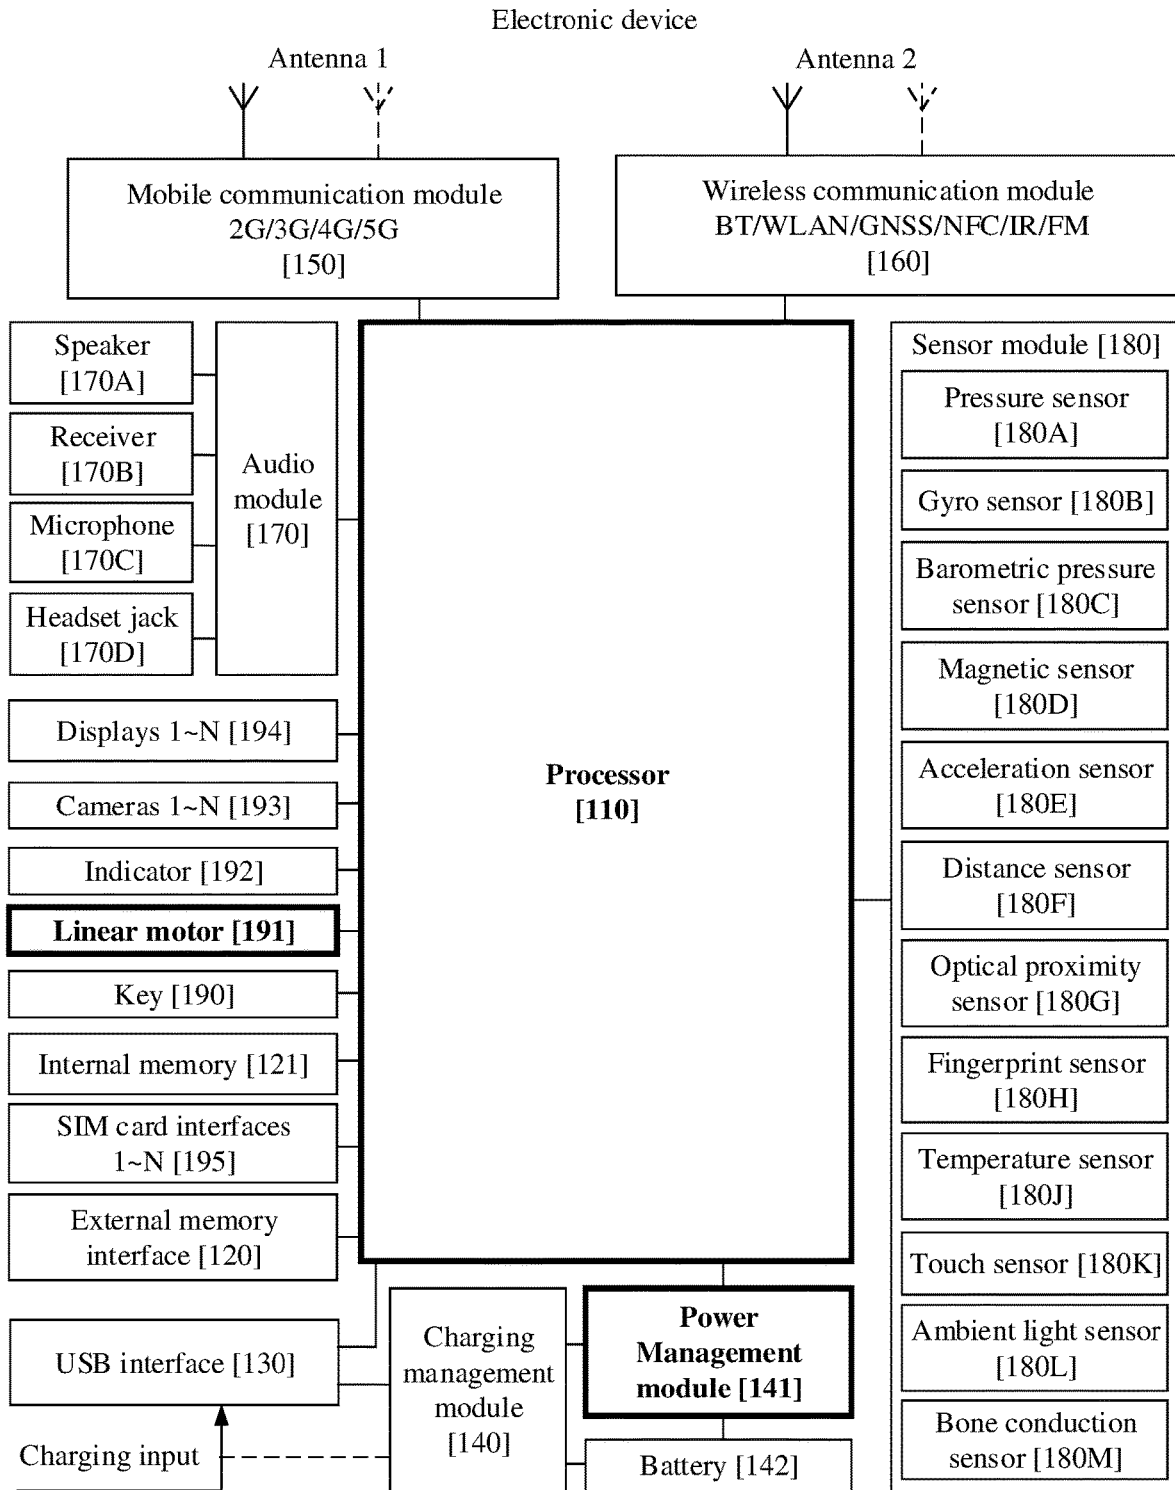 Electronic device
Antenna 1
Antenna 2
Mobile communication module
2G/3G/4G/5G
[150]
Wireless communication module
BT/WLAN/GNSS/NFC/IR/FM
[160]
Speaker
[170A]
Receiver
[170B]
Microphone
[170C]
Headset jack
[170D]
Audio
module
[170]
Displays 1~N [194]
Cameras 1~N [193]
Indicator [192]
Linear motor [191]
Key [190]
Internal memory [121]
SIM card interfaces
1~N [195]
External memory
interface [120]
USB interface [130]
Charging input
Processor
[110]
Charging
management
module
[140]
Power
Management
module [141]
Battery [142]
Sensor module [180]
Pressure sensor
[180A]
Gyro sensor [180B]
Barometric pressure
sensor [180C]
Magnetic sensor
[180D]
Acceleration sensor
[180E]
Distance sensor
[180F]
Optical proximity
sensor [180G]
Fingerprint sensor
[180H]
Temperature sensor
[180J]
Touch sensor [180K]
Ambient light sensor
[180L]
Bone conduction
sensor [180M]